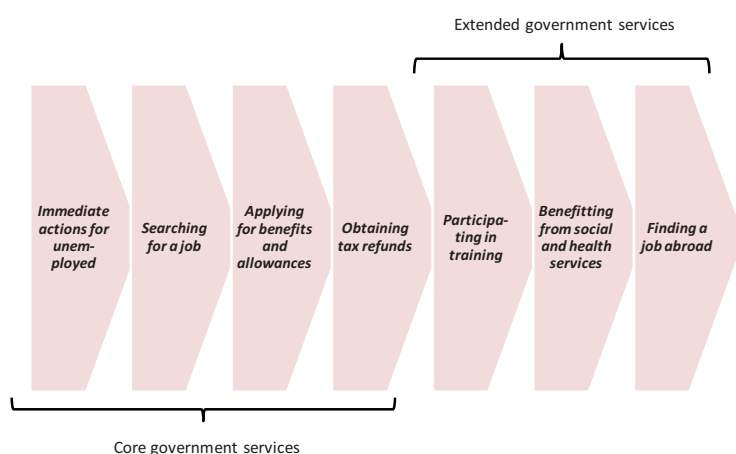 Extended government services
Immediate
actions for
unem-
ployed
Searching
for a job
Applying
for benefits
and
allowances
Obtaining
tax refunds
Participa-
ting in
training
Benefitting
from social
and health
services
Finding a
job abroad
Core government services